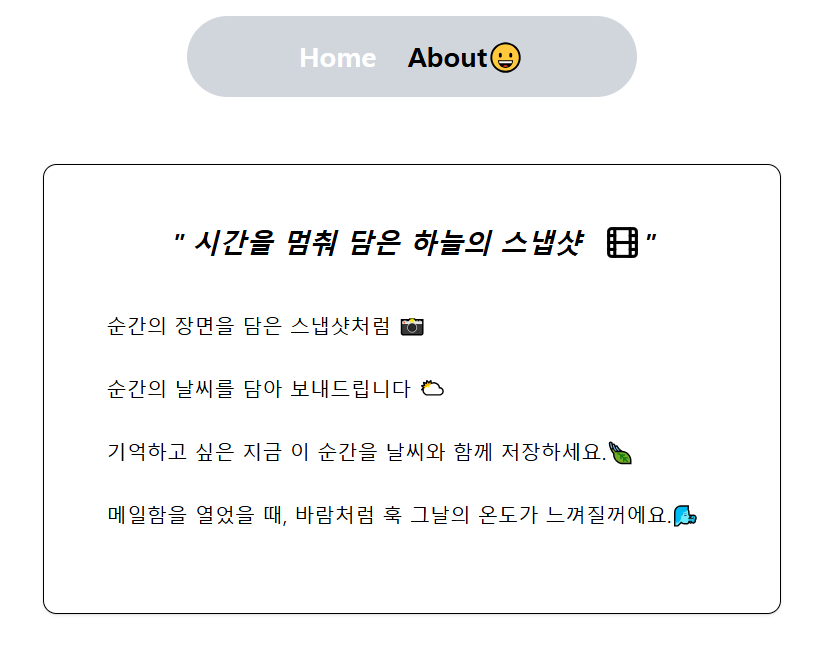 Home About😀
" 시간을 멈춰 담은 하늘의 스냅샷 🎞 "
순간의 장면을 담은 스냅샷처럼 📷
순간의 날씨를 담아 보내드립니다 🌥
기억하고 싶은 지금 이 순간을 날씨와 함께 저장하세요.🍃
메일함을 열었을 때, 바람처럼 훅 그날의 온도가 느껴질꺼에요.🌬